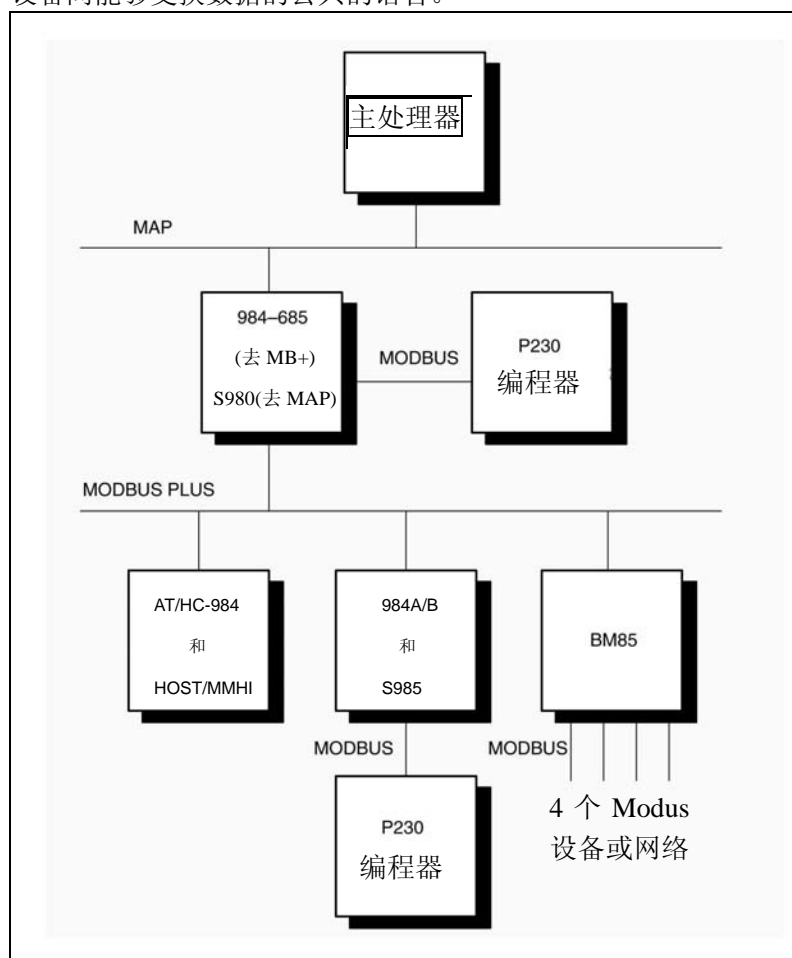 设备间能够交换数据的公共的语言。
主处理器
MAP
984–685
(去 MB+)
S980(去 MAP)
MODBUS
P230
编程器
MODBUS PLUS
AT/HC-984
和
HOST/MMHI
984A/B
和
S985
BM85
MODBUS
MODBUS
P230
编程器
4 个 Modus
设备或网络